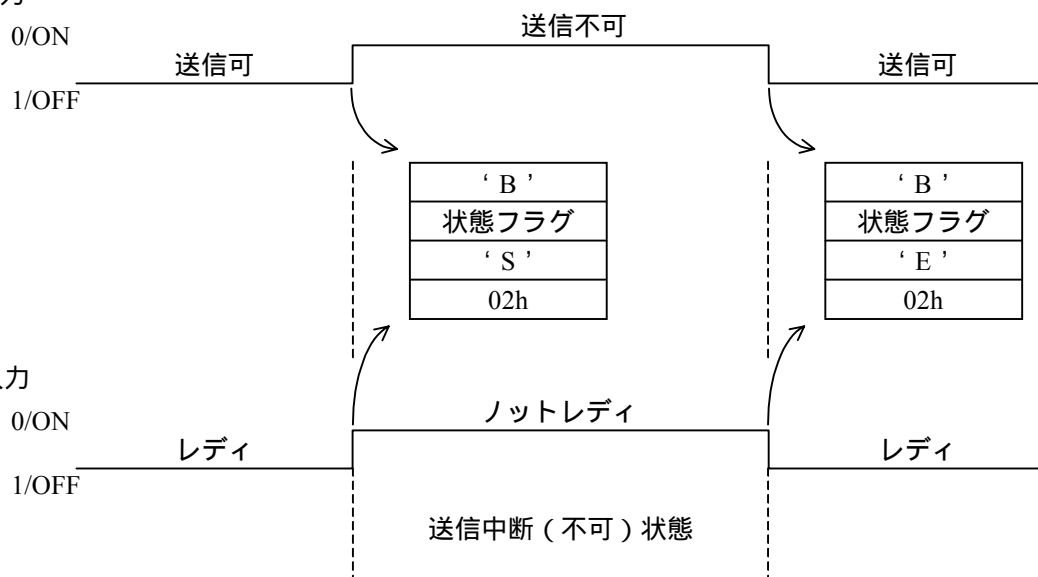 力
0/ON
送信不可
送信可
送信可
1/OFF
‘ B ’
‘ B ’
状態フラグ
状態フラグ
‘ S ’
‘ E ’
02h
02h
力
0/ON
ノットレディ
レディ
レディ
1/OFF
送信中断（不可）状態